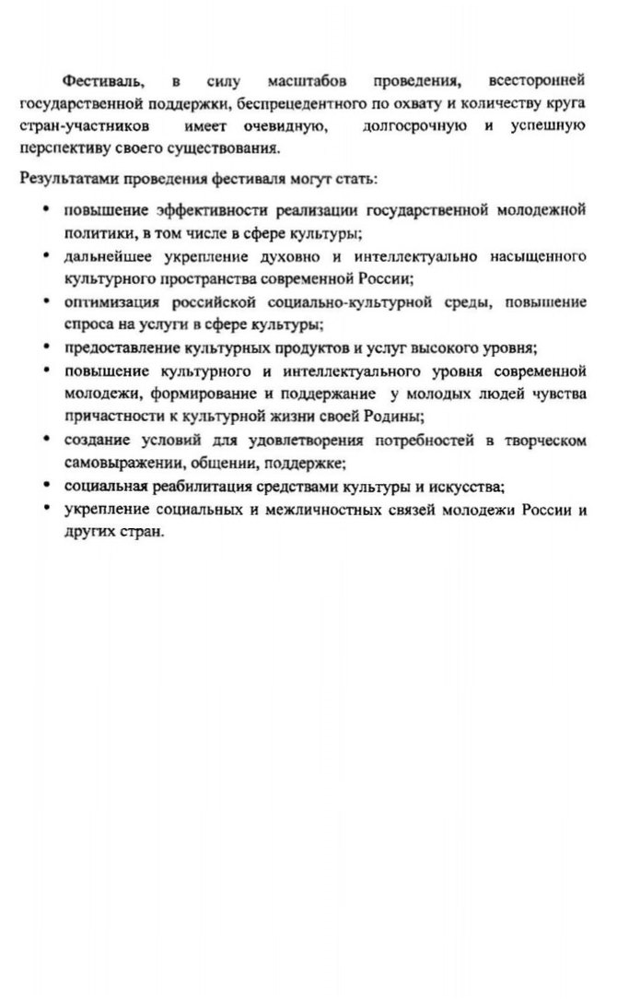 Фестиваль, в силу масштабов проведения, всесторонней
государственной поддержки, беспрецедентного по охвату и количеству круга
стран-участников имеет очевидную, долгосрочную и успешную
перспективу своего существования.
Результатами проведения фестиваля могут стать:
• повышение эффективности реализации государственной молодежной
политики, в том числе в сфере культуры;
• дальнейшее укрепление духовно и интеллектуально насыщенного
культурного пространства современной России;
• оптимизация российской социально-культурной среды, повышение
спроса на услуги в сфере культуры;
• предоставление культурных продуктов и услуг высокого уровня;
• повышение культурного и интеллектуального уровня современной
молодежи, формирование и поддержание у молодых людей чувства
причастности к культурной жизни своей Родины;
• создание условий для удовлетворения потребностей в творческом
самовыражении, общении, поддержке;
• социальная реабилитация средствами культуры и искусства;
• укрепление социальных и межличностных связей молодежи России и
других стран.